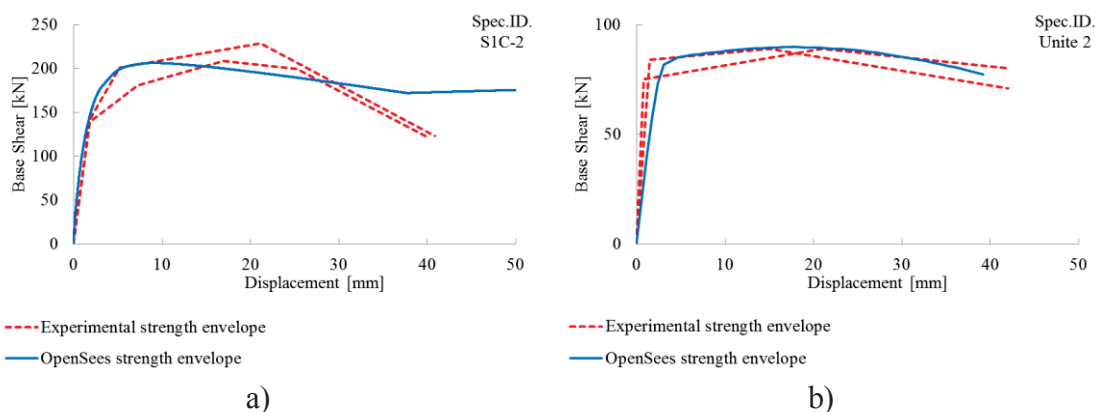 250
200
150
100
50
0
Base Shear [kN]
0 10 20 30 40 50
Displacement [mm]
Spec.ID.
S1C-2
Experimental strength envelope
OpenSees strength envelope
a)
100
50
0
Base Shear [kN]
0 10 20 30 40 50
Displacement [mm]
Spec.ID.
Unite 2
Experimental strength envelope
OpenSees strength envelope
b)